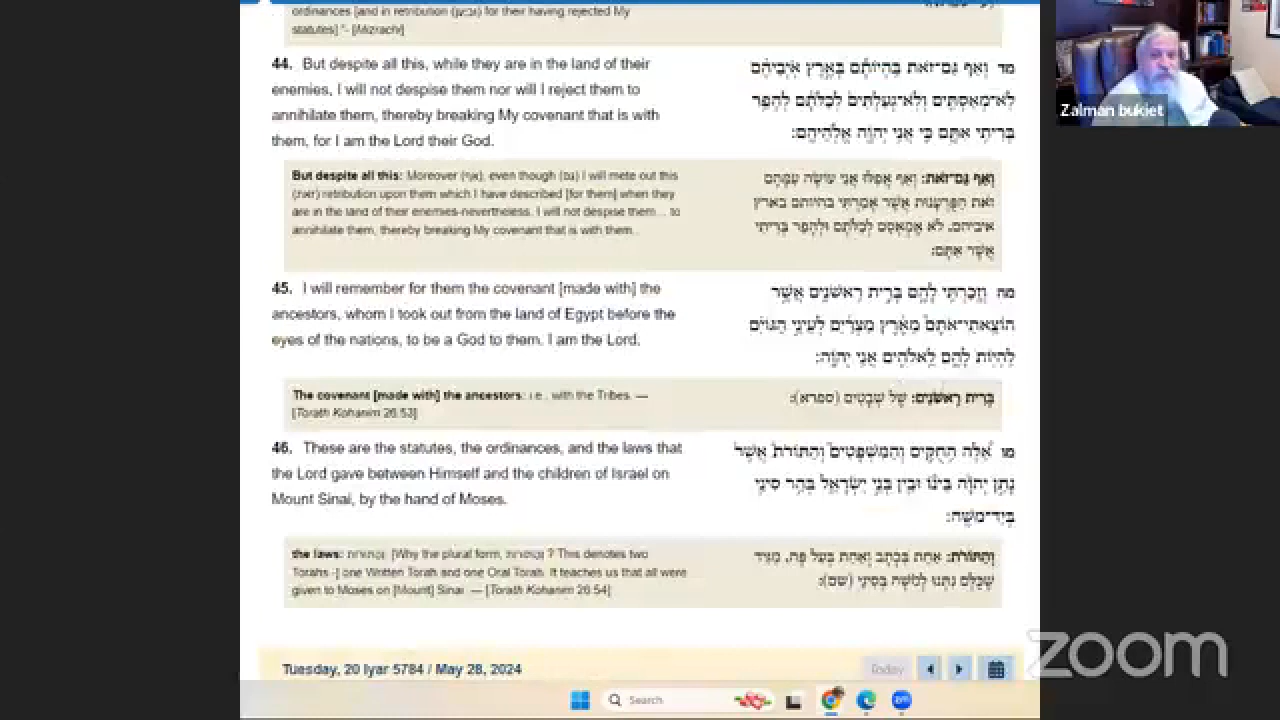 ordinances [and in retribution (וּבְיַעַן) for their having rejected My
statutes] "- [Mizrachi]
44. But despite all this, while they are in the land of their
enemies, I will not despise them nor will I reject them to
annihilate them, thereby breaking My covenant that is with
them, for I am the Lord their God.
מד וְאַף גַּם־זֹאת בִּהְיוֹתָם בְּאֶרֶץ אֹיְבֵיהֶם
לֹא־מְאַסְתִּים וְלֹא־גְעַלְתִּים לְכַלֹּתָם לְהָפֵר
בְּרִיתִי אִתָּם כִּי אֲנִי יְהֹוָה אֱלֹהֵיהֶם:
But despite all this: Moreover (אַף), even though (גַּם) I will mete out this
(זֹאת) retribution upon them which I have described [for them] when they
are in the land of their enemies-nevertheless, I will not despise them... to
annihilate them, thereby breaking My covenant that is with them.
וְאַף גַּם־זֹאת: וְאַף אֲפִלּוּ אֲנִי עוֹשֶׂה עִמָּהֶם
זֹאת הַפֻּרְעָנוּת אֲשֶׁר אָמַרְתִּי בִּהְיוֹתָם בְּאֶרֶץ
אוֹיְבֵיהֶם, לֹא אֶמְאָסֵם לְכַלֹּתָם וּלְהָפֵר בְּרִיתִי
אֲשֶׁר אִתָּם:
45. I will remember for them the covenant [made with] the
ancestors, whom I took out from the land of Egypt before the
eyes of the nations, to be a God to them. I am the Lord.
מה וְזָכַרְתִּי לָהֶם בְּרִית רִאשֹׁנִים אֲשֶׁר
הוֹצֵאתִי־אֹתָם מֵאֶרֶץ מִצְרַיִם לְעֵינֵי הַגּוֹיִם
לִהְיוֹת לָהֶם לֵאלֹהִים אֲנִי יְהֹוָה:
The covenant [made with] the ancestors: i.e., with the Tribes. —
[Torath Kohanim 26:53]
בְּרִית רִאשֹׁנִים: שֶׁל שְׁבָטִים (ספרא):
46. These are the statutes, the ordinances, and the laws that
the Lord gave between Himself and the children of Israel on
Mount Sinai, by the hand of Moses.
מו אֵלֶּה הַחֻקִּים וְהַמִּשְׁפָּטִים וְהַתּוֹרֹת אֲשֶׁר
נָתַן יְהֹוָה בֵּינוֹ וּבֵין בְּנֵי יִשְׂרָאֵל בְּהַר סִינַי
בְּיַד־משֶׁה:
the laws: וְהַתּוֹרֹת. [Why the plural form, וְהַתּוֹרֹת ? This denotes two
Torahs -] one Written Torah and one Oral Torah. It teaches us that all were
given to Moses on [Mount] Sinai. — [Torath Kohanim 26:54]
וְהַתּוֹרֹת: אַחַת בִּכְתָב וְאַחַת בְּעַל פֶּה, מַגִּיד
שֶׁכֻּלָּם נִתְּנוּ לְמשֶׁה בְּסִינַי (שם):
Tuesday, 20 Iyar 5784 / May 28, 2024
Today
Search
Zalman bukiet
zoom